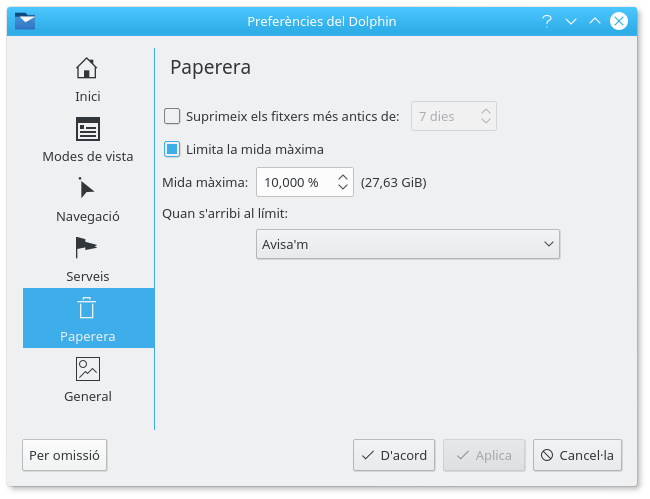 Preferències del Dolphin
Inici
Modes de vista
Navegació
Serveis
Paperera
General
Paperera
Suprimeix els fitxers més antics de: 7 dies
Limita la mida màxima
Mida màxima: 10,000 % (27,63 GiB)
Quan s'arribi al límit:
Avisa'm
Per omissió D'acord Aplica Cancel·la